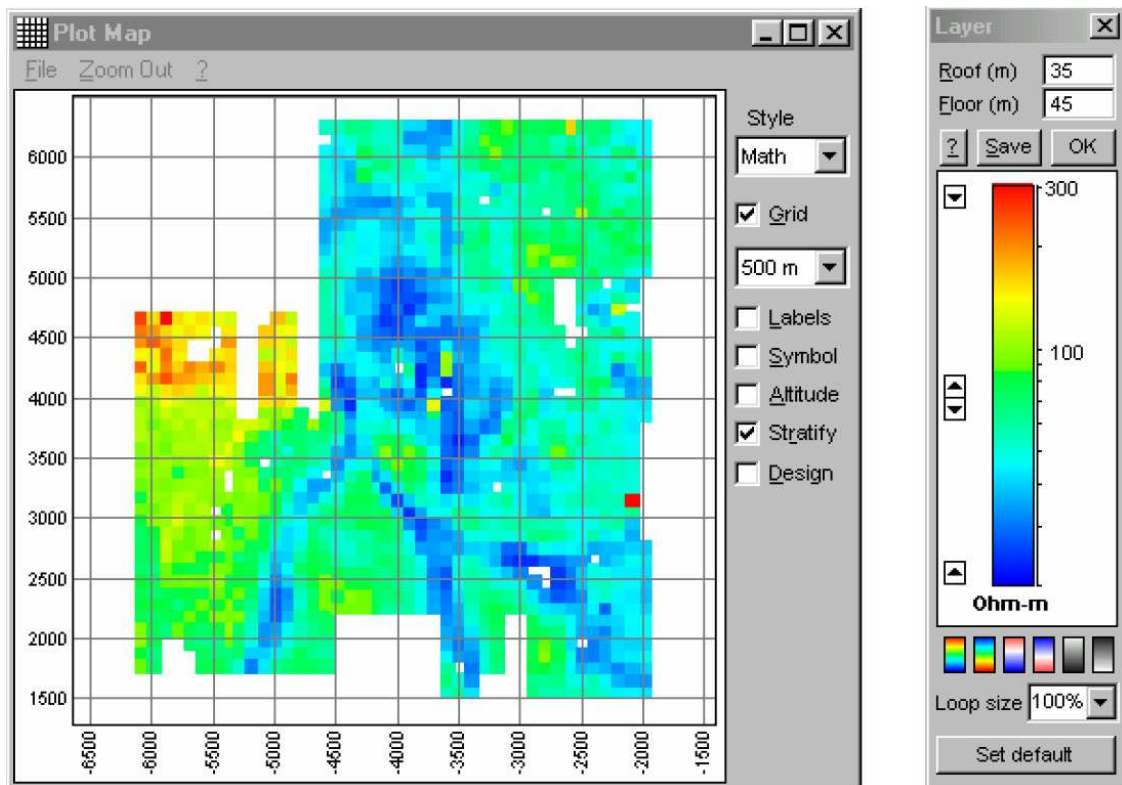 Plot Map
File Zoom Out ?
6000
5500
5000
4500
4000
3500
3000
2500
2000
1500
-6500
-6000
-5500
-5000
-4500
-4000
-3500
-3000
-2500
-2000
-1500
Style
Math
Grid
500 m
Labels
Symbol
Altitude
Stratify
Design
Layer
Roof (m) 35
Floor (m) 45
? Save OK
300
100
Ohm-m
Loop size 100%
Set default